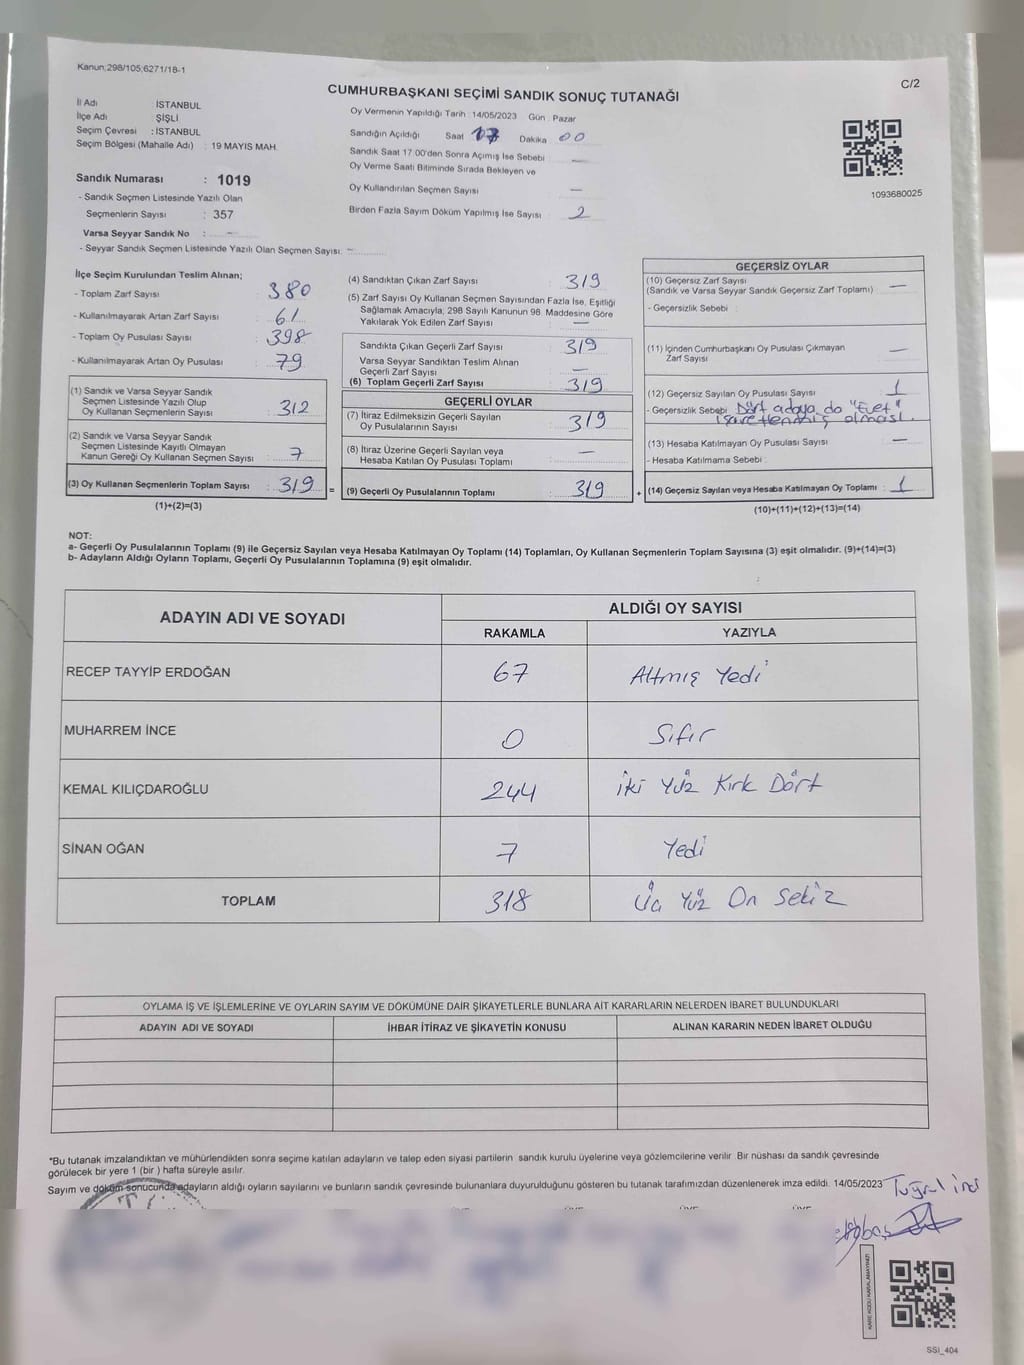 Kanun;298/105;6271/18-1
C/2
CUMHURBAŞKANI SEÇİMİ SANDIK SONUÇ TUTANAĞI
İl Adı İSTANBUL
İlçe Adı ŞİŞLİ
Seçim Çevresi : İSTANBUL
Seçim Bölgesi (Mahalle Adı) : 19 MAYIS MAH.
Sandık Numarası : 1019
- Sandık Seçmen Listesinde Yazılı Olan
Seçmenlerin Sayısı : 357
Varsa Seyyar Sandık No : -
- Seyyar Sandık Seçmen Listesinde Yazılı Olan Seçmen Sayısı: -
Oy Vermenin Yapıldığı Tarih : 14/05/2023 Gün : Pazar
Sandığın Açıldığı Saat 17 Dakika 00
Sandık Saat 17.00'den Sonra Açımış İse Sebebi : -
Oy Verme Saati Bitiminde Sırada Bekleyen ve
Oy Kullandırılan Seçmen Sayısı -
Birden Fazla Sayım Döküm Yapılmış İse Sayısı : 2
1093680025
İlçe Seçim Kurulundan Teslim Alınan;
- Toplam Zarf Sayısı : 380
- Kullanılmayarak Artan Zarf Sayısı : 61
- Toplam Oy Pusulası Sayısı : 398
- Kullanılmayarak Artan Oy Pusulası : 79
(1) Sandık ve Varsa Seyyar Sandık
Seçmen Listesinde Yazılı Olup
Oy Kullanan Seçmenlerin Sayısı : 312
(2) Sandık ve Varsa Seyyar Sandık
Seçmen Listesinde Kayıtlı Olmayan
Kanun Gereği Oy Kullanan Seçmen Sayısı : 7
(3) Oy Kullanan Seçmenlerin Toplam Sayısı : 319
(1)+(2)=(3)
=
(4) Sandıktan Çıkan Zarf Sayısı : 319
(5) Zarf Sayısı Oy Kullanan Seçmen Sayısından Fazla İse, Eşitliği
Sağlamak Amacıyla; 298 Sayılı Kanunun 98. Maddesine Göre
Yakılarak Yok Edilen Zarf Sayısı : -
Sandıkta Çıkan Geçerli Zarf Sayısı : 319
Varsa Seyyar Sandıktan Teslim Alınan
Geçerli Zarf Sayısı : -
(6) Toplam Geçerli Zarf Sayısı : 319
GEÇERLİ OYLAR
(7) İtiraz Edilmeksizin Geçerli Sayılan
Oy Pusulalarının Sayısı : 319
(8) İtiraz Üzerine Geçerli Sayılan veya
Hesaba Katılan Oy Pusulası Toplamı : -
(9) Geçerli Oy Pusulalarının Toplamı : 319
+
GEÇERSİZ OYLAR
(10) Geçersiz Zarf Sayısı
(Sandık ve Varsa Seyyar Sandık Geçersiz Zarf Toplamı) : -
- Geçersizlik Sebebi :
(11) İçinden Cumhurbaşkanı Oy Pusulası Çıkmayan
Zarf Sayısı : -
(12) Geçersiz Sayılan Oy Pusulası Sayısı : 1
- Geçersizlik Sebebi : Dört adaya da "Evet"
işaretlenmiş olması.
(13) Hesaba Katılmayan Oy Pusulası Sayısı : -
- Hesaba Katılmama Sebebi :
(14) Geçersiz Sayılan veya Hesaba Katılmayan Oy Toplamı : 1
(10)+(11)+(12)+(13)=(14)
NOT:
a- Geçerli Oy Pusulalarının Toplamı (9) ile Geçersiz Sayılan veya Hesaba Katılmayan Oy Toplamı (14) Toplamları, Oy Kullanan Seçmenlerin Toplam Sayısına (3) eşit olmalıdır. (9)+(14)=(3)
b- Adayların Aldığı Oyların Toplamı, Geçerli Oy Pusulalarının Toplamına (9) eşit olmalıdır.
ADAYIN ADI VE SOYADI
ALDIĞI OY SAYISI
RAKAMLA YAZIYLA
RECEP TAYYİP ERDOĞAN 67 Altmış Yedi
MUHARREM İNCE 0 Sıfır
KEMAL KILIÇDAROĞLU 244 iki Yüz Kırk Dört
SİNAN OĞAN 7 Yedi
TOPLAM 318 Üç Yüz On Sekiz
OYLAMA İŞ VE İŞLEMLERİNE VE OYLARIN SAYIM VE DÖKÜMÜNE DAİR ŞİKAYETLERLE BUNLARA AİT KARARLARIN NELERDEN İBARET BULUNDUKLARI
ADAYIN ADI VE SOYADI İHBAR İTİRAZ VE ŞİKAYETİN KONUSU ALINAN KARARIN NEDEN İBARET OLDUĞU
*Bu tutanak imzalandıktan ve mühürlendikten sonra seçime katılan adayların ve talep eden siyasi partilerin sandık kurulu üyelerine veya gözlemcilerine verilir. Bir nüshası da sandık çevresinde
görülecek bir yere 1 (bir) hafta süreyle asılır.
Sayım ve döküm sonucunda adayların aldığı oyların sayılarını ve bunların sandık çevresinde bulunanlara duyurulduğunu gösteren bu tutanak tarafımızdan düzenlenerek imza edildi. 14/05/2023
T.C.
SSI_404